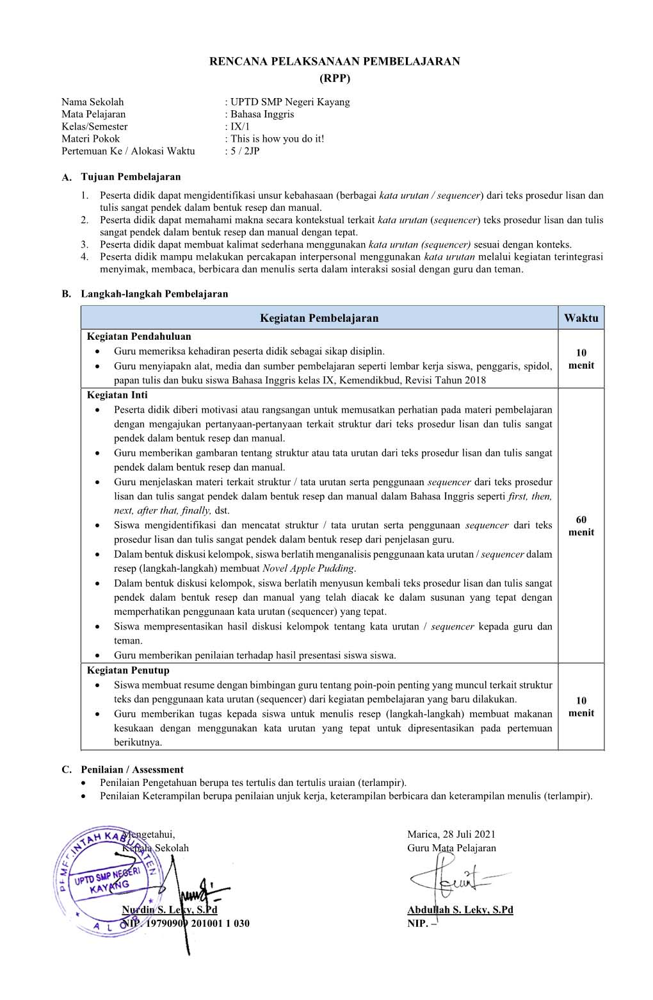 RENCANA PELAKSANAAN PEMBELAJARAN
(RPP)
Nama Sekolah : UPTD SMP Negeri Kayang
Mata Pelajaran : Bahasa Inggris
Kelas/Semester : IX/1
Materi Pokok : This is how you do it!
Pertemuan Ke / Alokasi Waktu : 5 / 2JP
A. Tujuan Pembelajaran
1. Peserta didik dapat mengidentifikasi unsur kebahasaan (berbagai kata urutan / sequencer) dari teks prosedur lisan dan
tulis sangat pendek dalam bentuk resep dan manual.
2. Peserta didik dapat memahami makna secara kontekstual terkait kata urutan (sequencer) teks prosedur lisan dan tulis
sangat pendek dalam bentuk resep dan manual dengan tepat.
3. Peserta didik dapat membuat kalimat sederhana menggunakan kata urutan (sequencer) sesuai dengan konteks.
4. Peserta didik mampu melakukan percakapan interpersonal menggunakan kata urutan melalui kegiatan terintegrasi
menyimak, membaca, berbicara dan menulis serta dalam interaksi sosial dengan guru dan teman.
B. Langkah-langkah Pembelajaran
Kegiatan Pembelajaran Waktu
Kegiatan Pendahuluan
• Guru memeriksa kehadiran peserta didik sebagai sikap disiplin.
• Guru menyiapakn alat, media dan sumber pembelajaran seperti lembar kerja siswa, penggaris, spidol,
papan tulis dan buku siswa Bahasa Inggris kelas IX, Kemendikbud, Revisi Tahun 2018
10
menit
Kegiatan Inti
• Peserta didik diberi motivasi atau rangsangan untuk memusatkan perhatian pada materi pembelajaran
dengan mengajukan pertanyaan-pertanyaan terkait struktur dari teks prosedur lisan dan tulis sangat
pendek dalam bentuk resep dan manual.
• Guru memberikan gambaran tentang struktur atau tata urutan dari teks prosedur lisan dan tulis sangat
pendek dalam bentuk resep dan manual.
• Guru menjelaskan materi terkait struktur / tata urutan serta penggunaan sequencer dari teks prosedur
lisan dan tulis sangat pendek dalam bentuk resep dan manual dalam Bahasa Inggris seperti first, then,
next, after that, finally, dst.
• Siswa mengidentifikasi dan mencatat struktur / tata urutan serta penggunaan sequencer dari teks
prosedur lisan dan tulis sangat pendek dalam bentuk resep dari penjelasan guru.
• Dalam bentuk diskusi kelompok, siswa berlatih menganalisis penggunaan kata urutan / sequencer dalam
resep (langkah-langkah) membuat Novel Apple Pudding.
• Dalam bentuk diskusi kelompok, siswa berlatih menyusun kembali teks prosedur lisan dan tulis sangat
pendek dalam bentuk resep dan manual yang telah diacak ke dalam susunan yang tepat dengan
memperhatikan penggunaan kata urutan (sequencer) yang tepat.
• Siswa mempresentasikan hasil diskusi kelompok tentang kata urutan / sequencer kepada guru dan
teman.
• Guru memberikan penilaian terhadap hasil presentasi siswa siswa.
60
menit
Kegiatan Penutup
• Siswa membuat resume dengan bimbingan guru tentang poin-poin penting yang muncul terkait struktur
teks dan penggunaan kata urutan (sequencer) dari kegiatan pembelajaran yang baru dilakukan.
• Guru memberikan tugas kepada siswa untuk menulis resep (langkah-langkah) membuat makanan
kesukaan dengan menggunakan kata urutan yang tepat untuk dipresentasikan pada pertemuan
berikutnya.
10
menit
C. Penilaian / Assessment
• Penilaian Pengetahuan berupa tes tertulis dan tertulis uraian (terlampir).
• Penilaian Keterampilan berupa penilaian unjuk kerja, keterampilan berbicara dan keterampilan menulis (terlampir).
Mengetahui,
Kepala Sekolah
PEMERINTAH KABUPATEN
UPTD SMP NEGERI
KAYANG
ALOR
Nurdin S. Leky, S.Pd
NIP. 19790909 201001 1 030
Marica, 28 Juli 2021
Guru Mata Pelajaran
Abdullah S. Leky, S.Pd
NIP. –